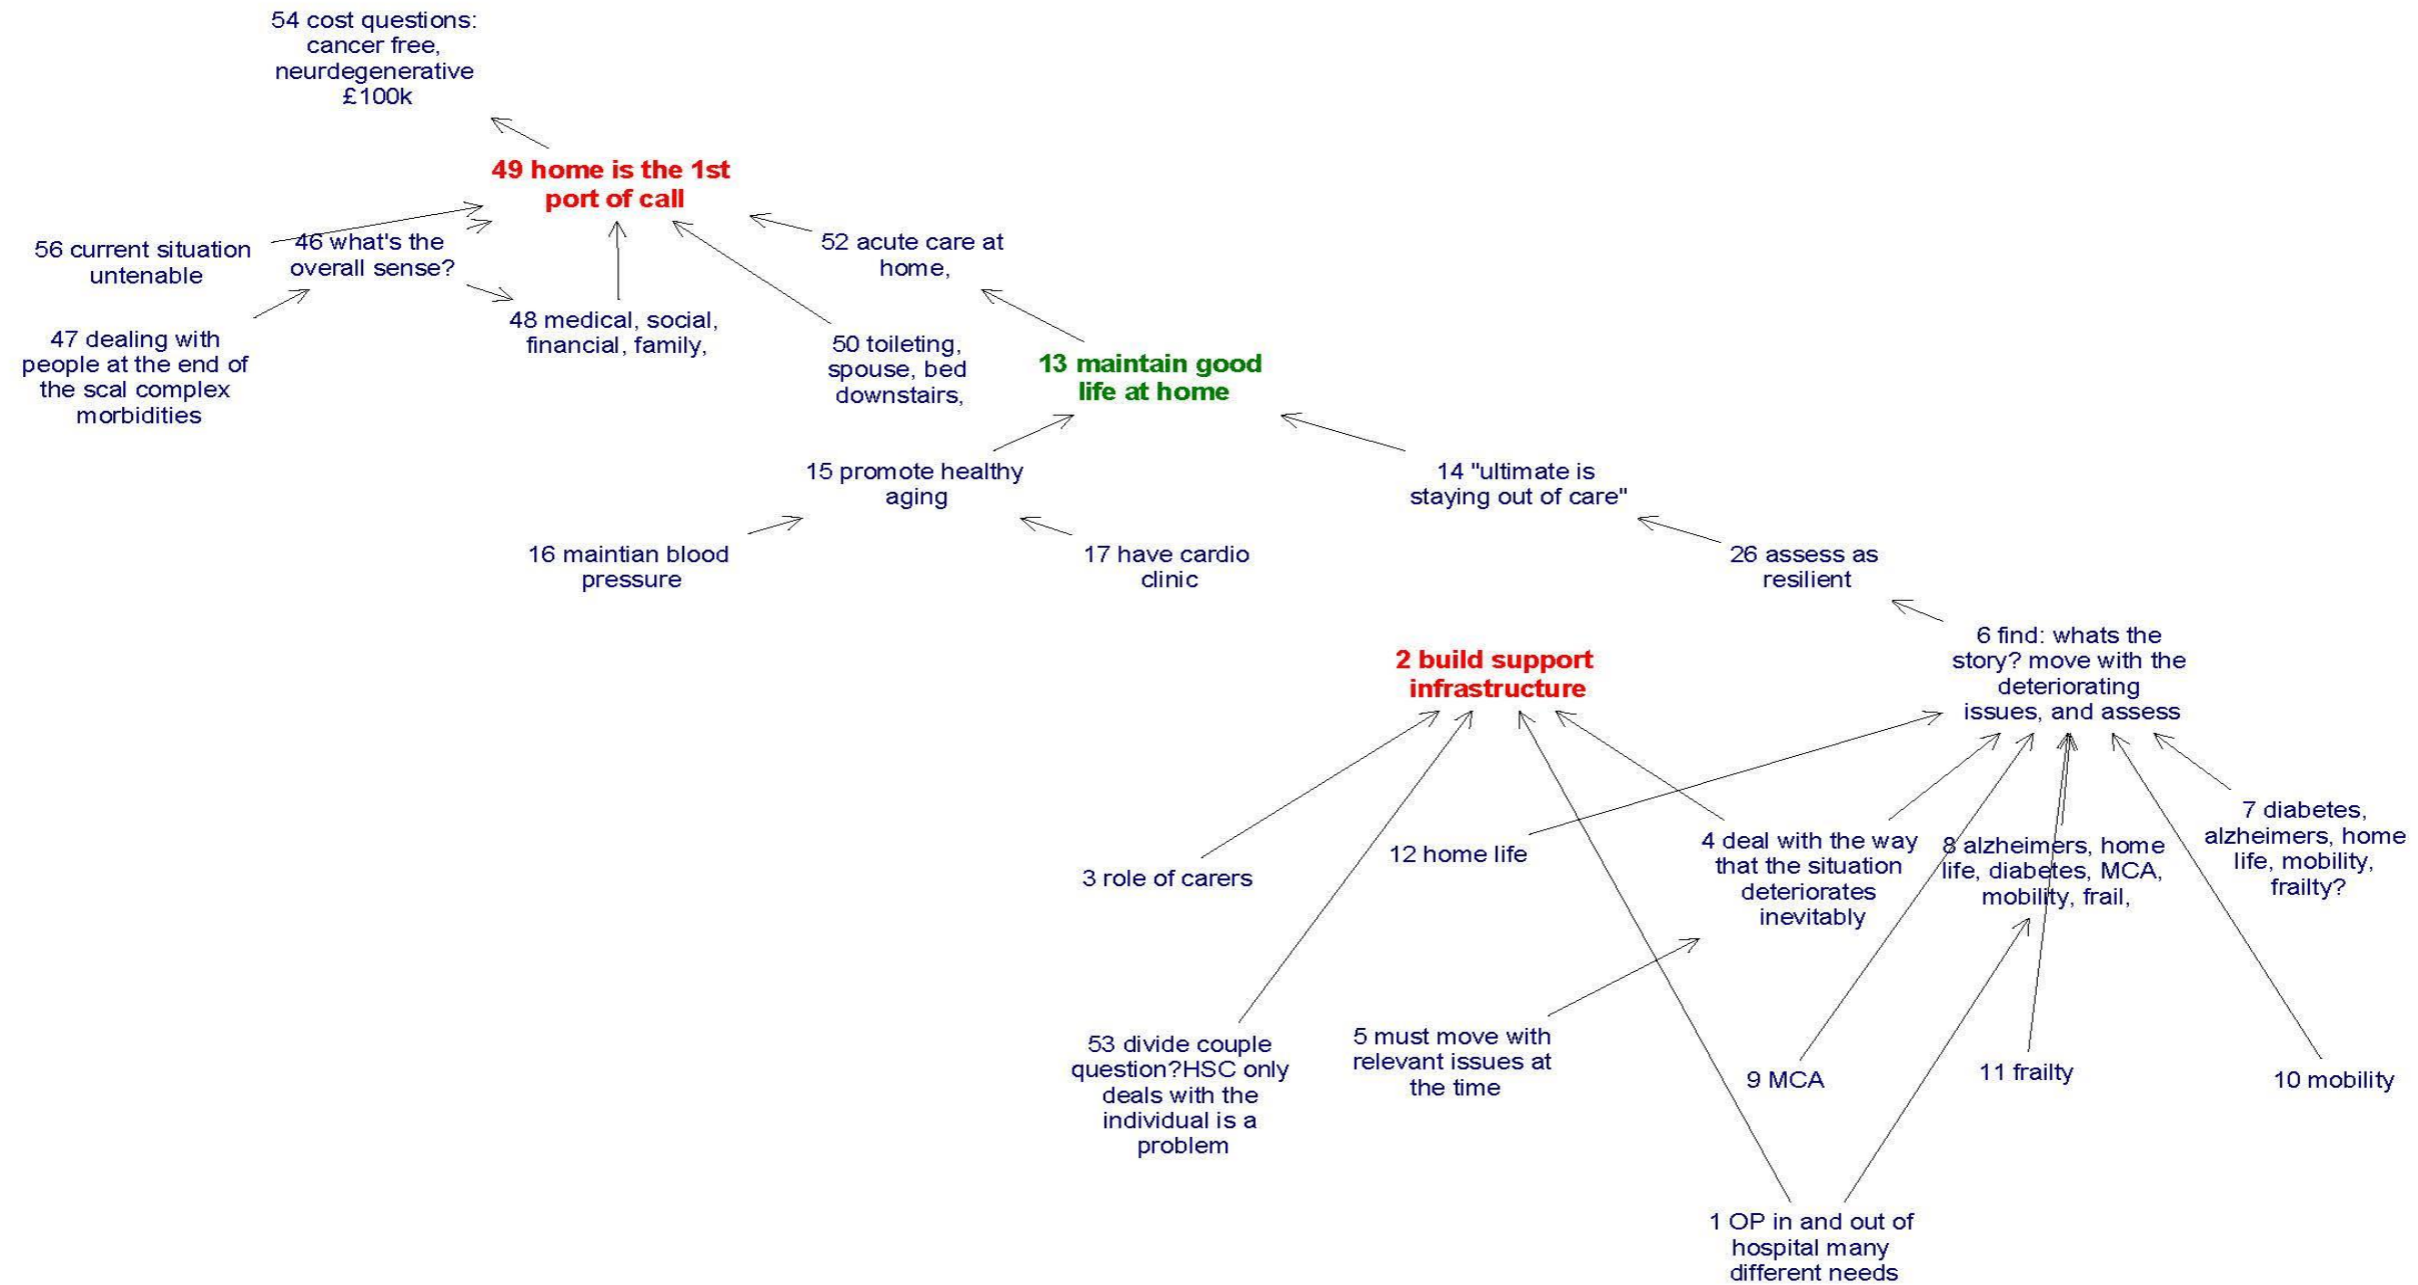 54 cost questions:
cancer free,
neurdegenerative
£100k
49 home is the 1st
port of call
56 current situation
untenable
46 what's the
overall sense?
52 acute care at
home,
47 dealing with
people at the end of
the scal complex
morbidities
48 medical, social,
financial, family,
50 toileting,
spouse, bed
downstairs,
13 maintain good
life at home
15 promote healthy
aging
14 "ultimate is
staying out of care"
16 maintian blood
pressure
17 have cardio
clinic
26 assess as
resilient
2 build support
infrastructure
6 find: whats the
story? move with the
deteriorating
issues, and assess
3 role of carers
12 home life
4 deal with the way
that the situation
deteriorates
inevitably
8 alzheimers, home
life, diabetes, MCA,
mobility, frail,
7 diabetes,
alzheimers, home
life, mobility,
frailty?
53 divide couple
question?HSC only
deals with the
individual is a
problem
5 must move with
relevant issues at
the time
9 MCA
11 frailty
10 mobility
1 OP in and out of
hospital many
different needs